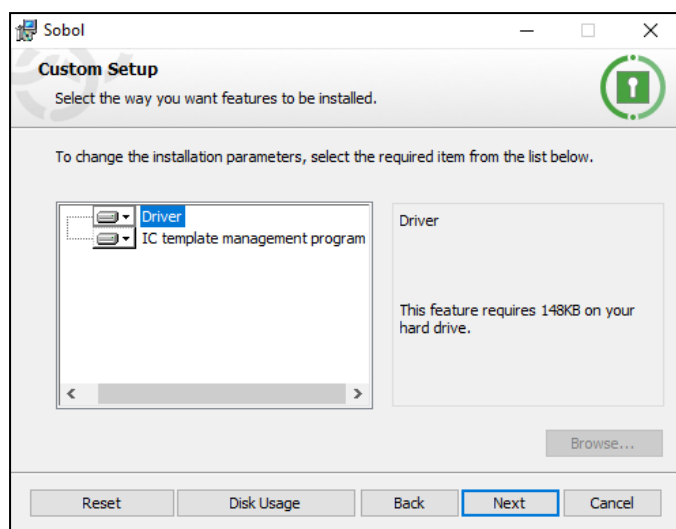 Sobol
Custom Setup
Select the way you want features to be installed.
To change the installation parameters, select the required item from the list below.
Driver
IC template management program
Driver
This feature requires 148KB on your
hard drive.
Browse...
Reset
Disk Usage
Back
Next
Cancel